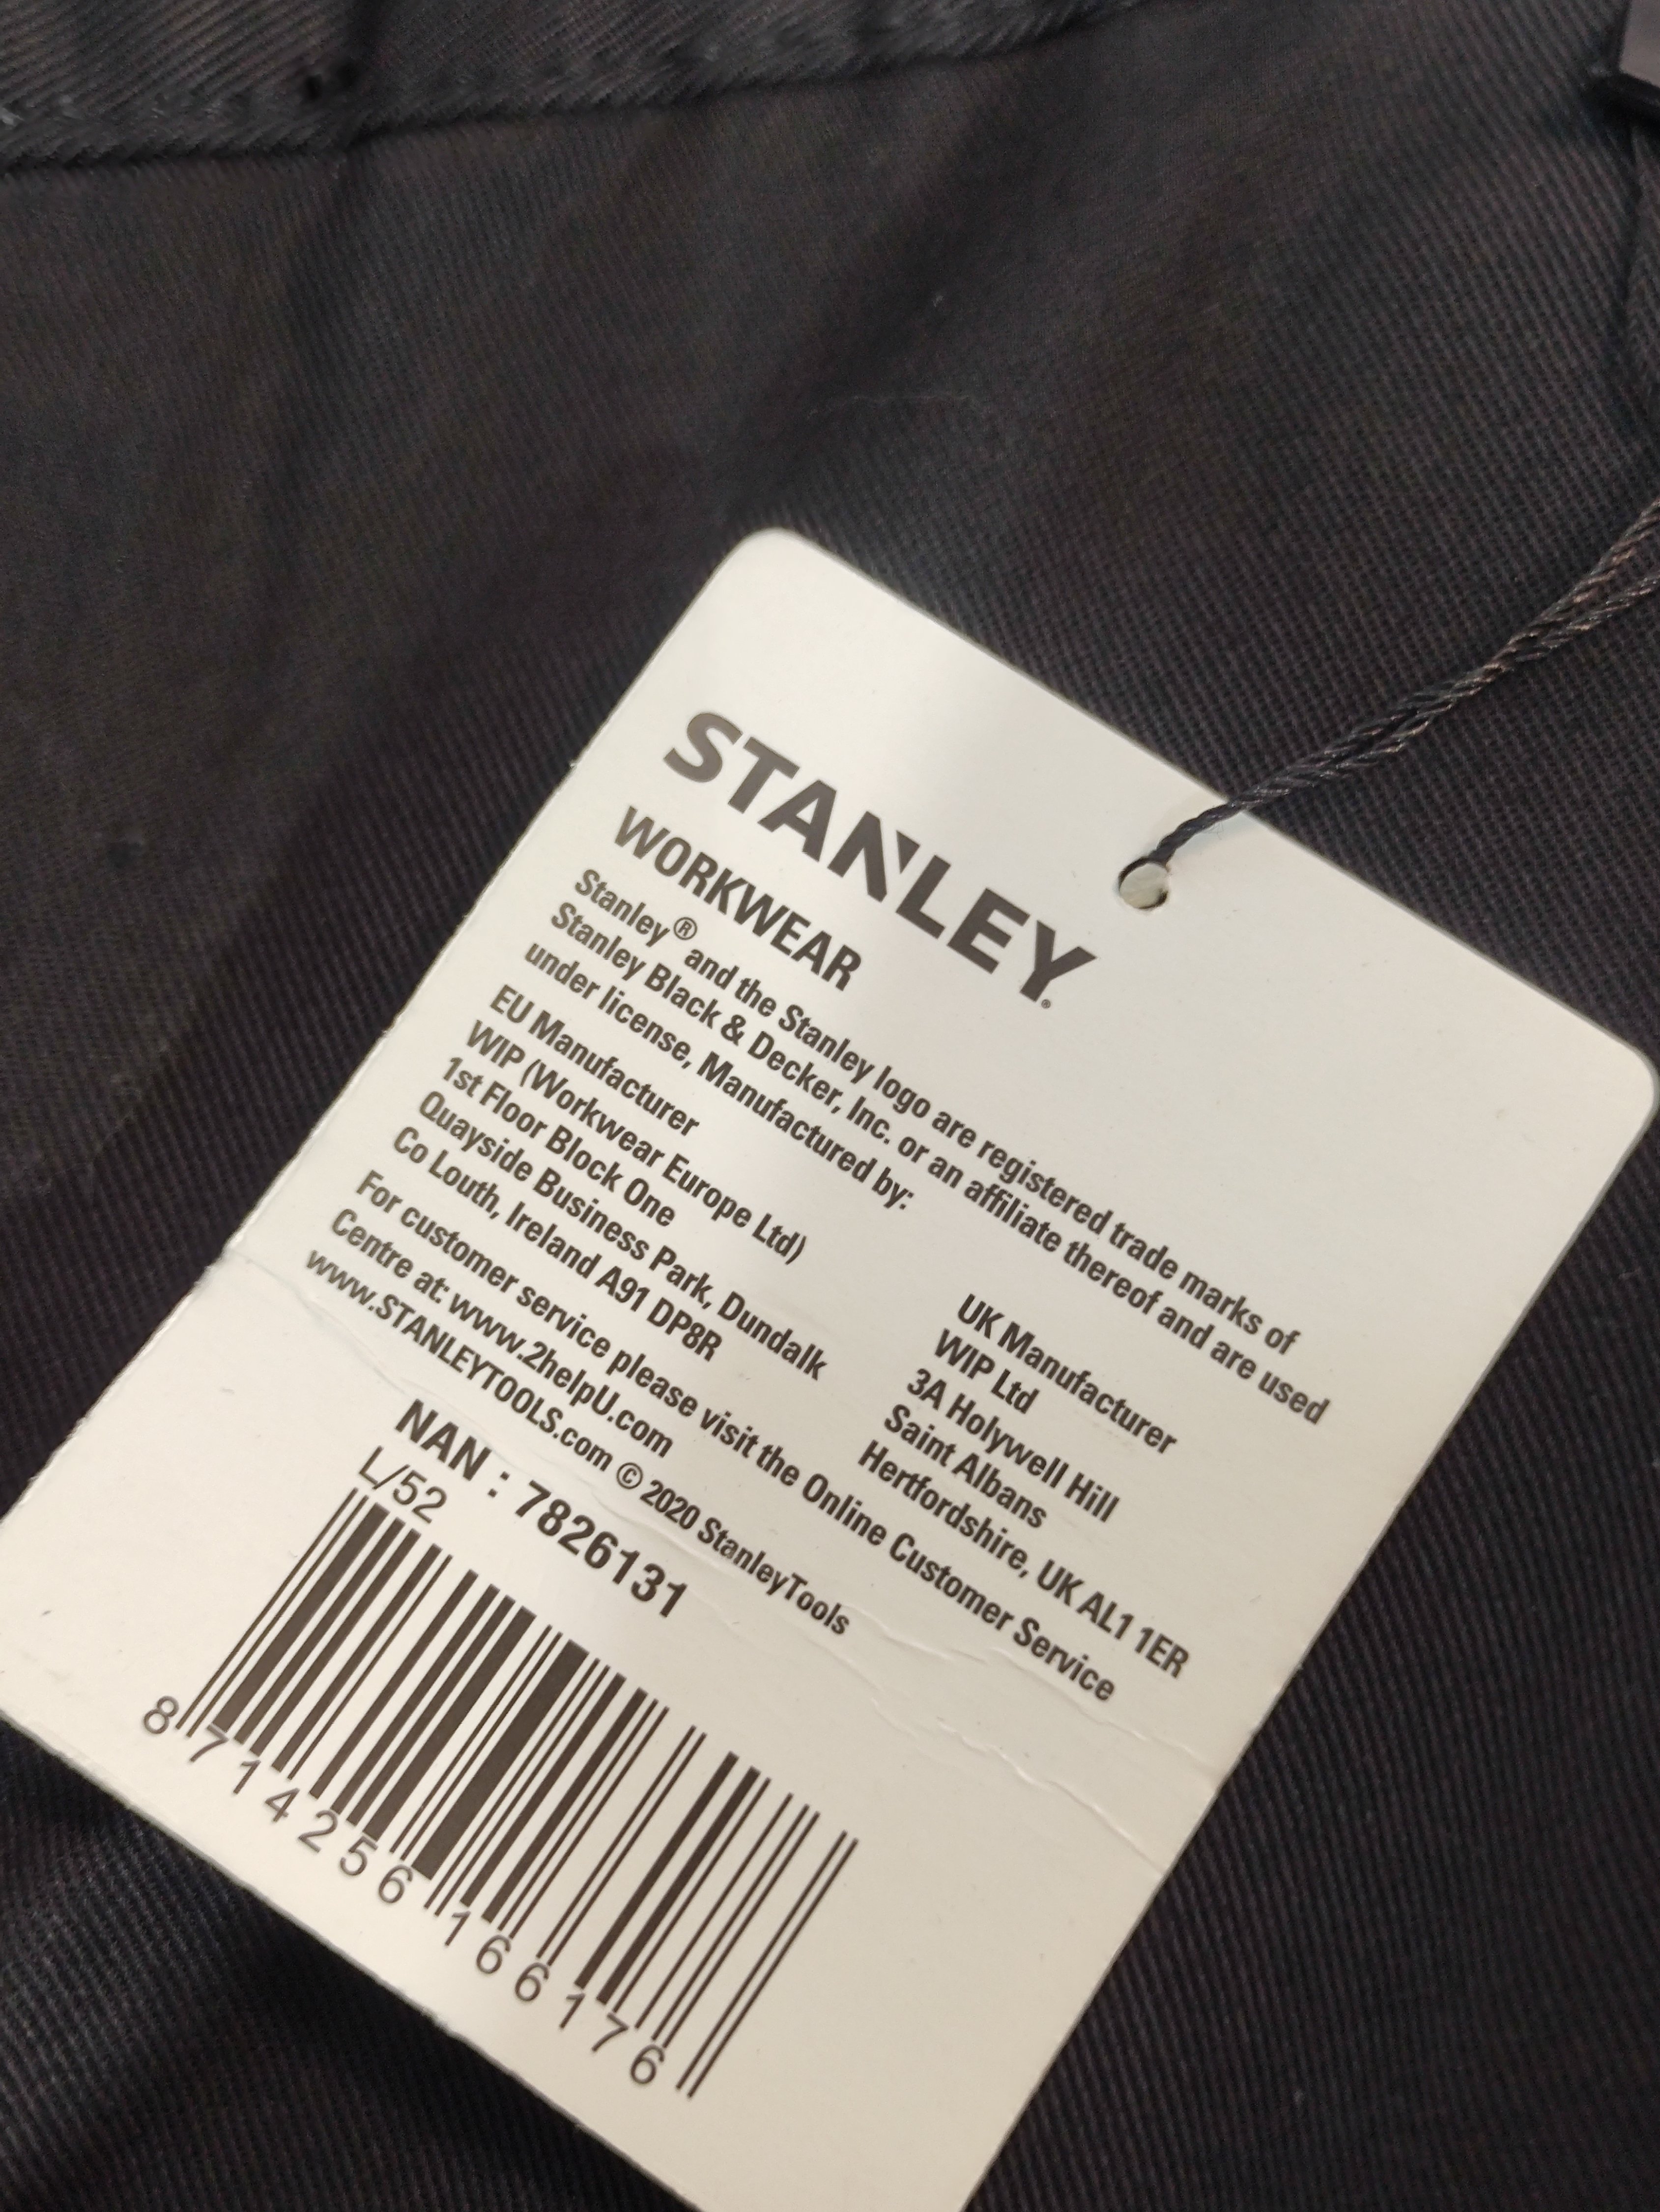 STANLEY®
WORKWEAR
Stanley® and the Stanley logo are registered trade marks of
Stanley Black & Decker, Inc. or an affiliate thereof and are used
under license, Manufactured by:
EU Manufacturer
WIP (Workwear Europe Ltd)
1st Floor Block One
Quayside Business Park, Dundalk
Co Louth, Ireland A91 DP8R
UK Manufacturer
WIP Ltd
3A Holywell Hill
Saint Albans
Hertfordshire, UK AL1 1ER
For customer service please visit the Online Customer Service
Centre at: www.2helpU.com
www.STANLEYTOOLS.com © 2020 StanleyTools
NAN : 7826131
L/52
8 714256 166176